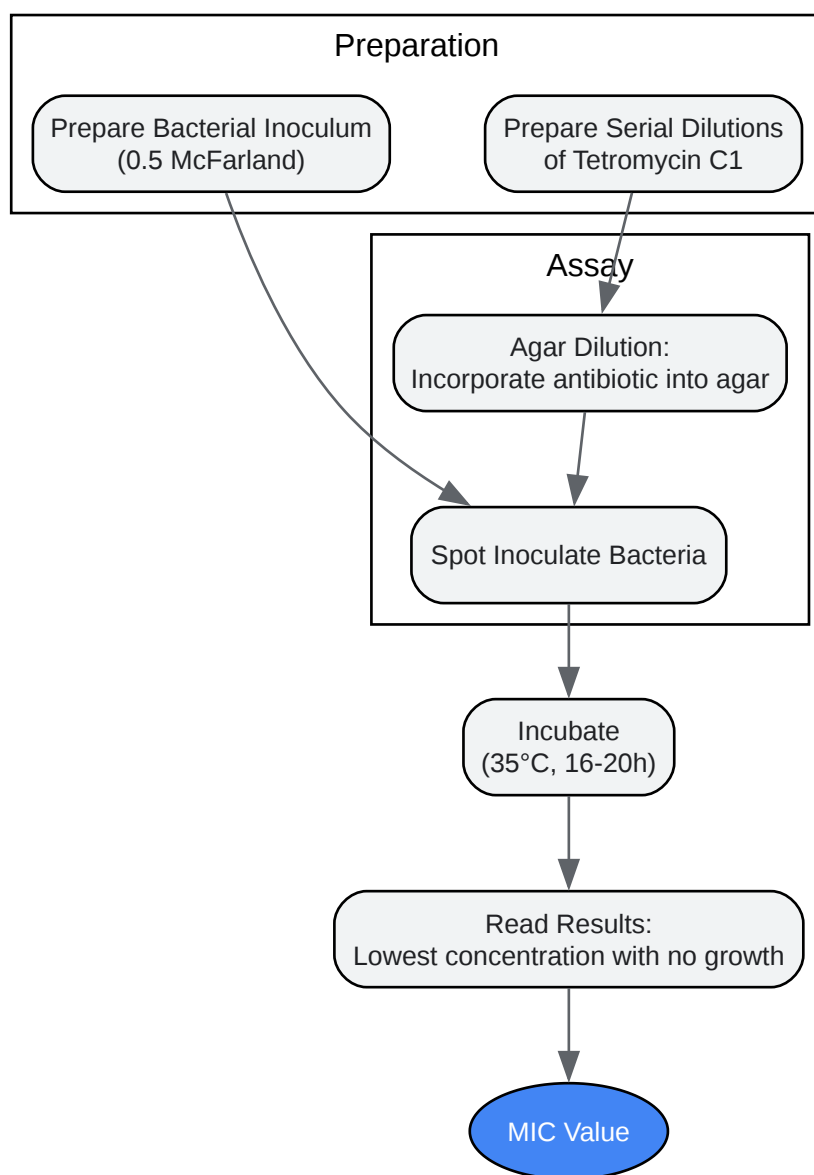 Preparation
Prepare Bacterial Inoculum
(0.5 McFarland)
Prepare Serial Dilutions
of Tetromycin C1
Assay
Agar Dilution:
Incorporate antibiotic into agar
Spot Inoculate Bacteria
Incubate
(35°C, 16-20h)
Read Results:
Lowest concentration with no growth
MIC Value